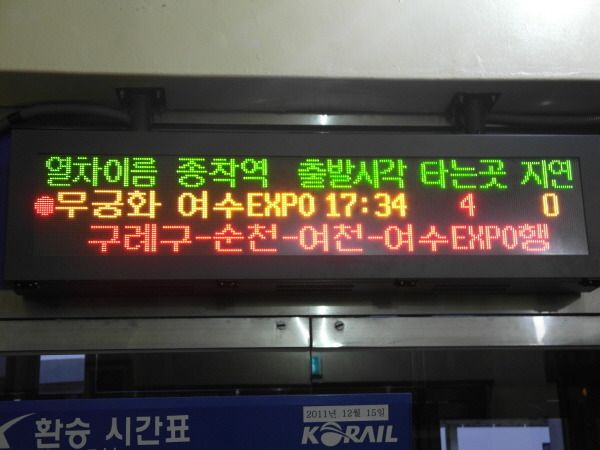 열차이름 종착역 출발시각 타는곳 지연
무궁화 여수EXPO 17:34 4 0
구례구-순천-여천-여수EXPO행
환승 시간표
2011년 12월 15일
KORAIL